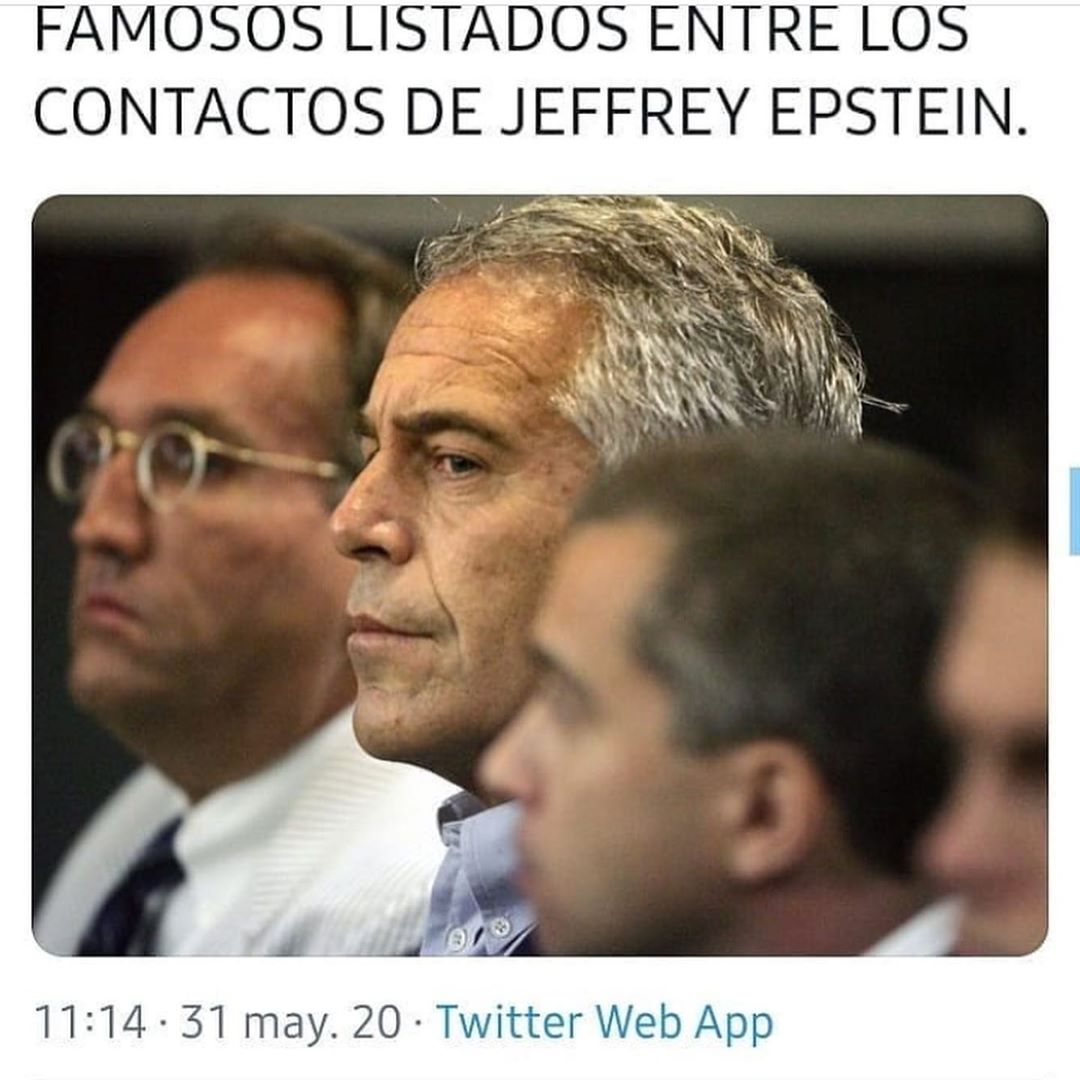 FAMOSOS LISTADOS ENTRE LOS
CONTACTOS DE JEFFREY EPSTEIN.
11:14 · 31 may. 20 · Twitter Web App